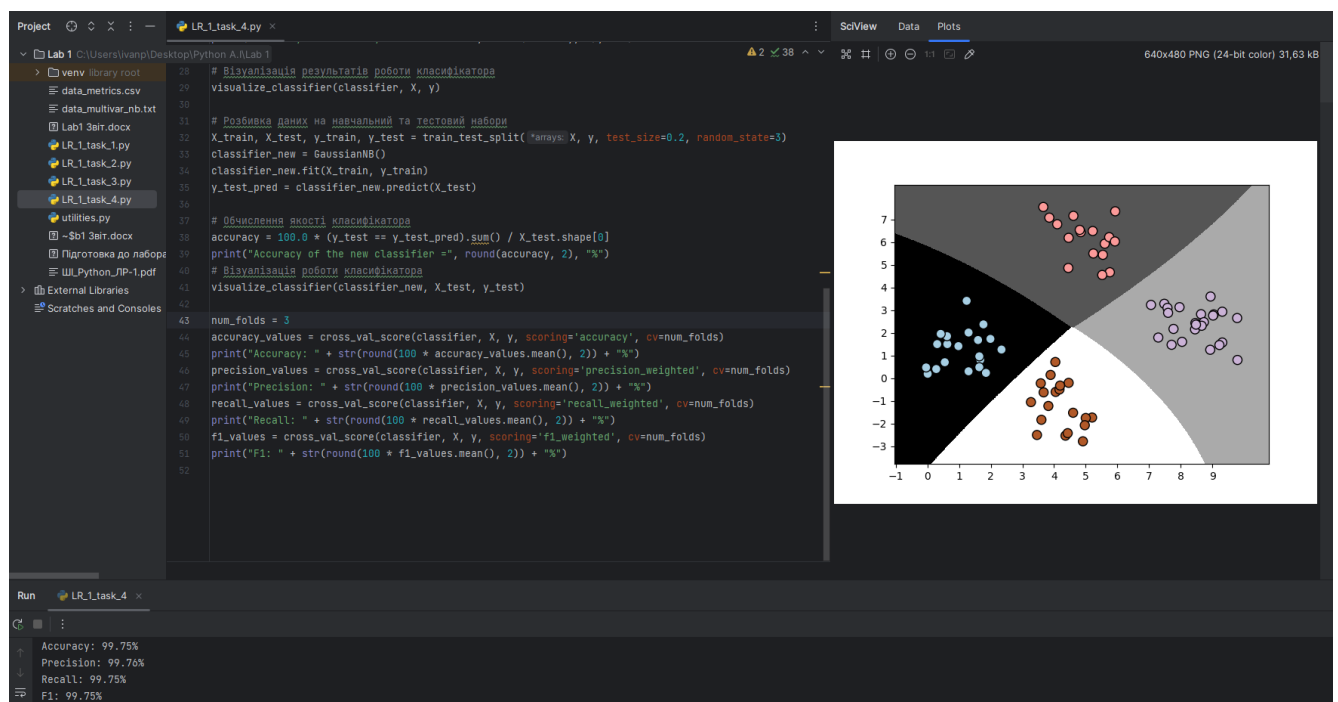 Project
LR_1_task_4.py
SciView
Data
Plots
Lab 1 C:\Users\ivanp\Desktop\Python A.I\Lab 1
2
38
1:1
640x480 PNG (24-bit color) 31,63 kB
venv library root
data_metrics.csv
data_multivar_nb.txt
Lab1 Звіт.docx
LR_1_task_1.py
LR_1_task_2.py
LR_1_task_3.py
LR_1_task_4.py
utilities.py
~$b1 Звіт.docx
Підготовка до лабора
ШІ_Python_ЛР-1.pdf
External Libraries
Scratches and Consoles
28 # Візуалізація результатів роботи класифікатора
29 visualize_classifier(classifier, X, y)
30
31 # Розбивка даних на навчальний та тестовий набори
32 X_train, X_test, y_train, y_test = train_test_split( *arrays: X, y, test_size=0.2, random_state=3)
33 classifier_new = GaussianNB()
34 classifier_new.fit(X_train, y_train)
35 y_test_pred = classifier_new.predict(X_test)
36
37 # Обчислення якості класифікатора
38 accuracy = 100.0 * (y_test == y_test_pred).sum() / X_test.shape[0]
39 print("Accuracy of the new classifier =", round(accuracy, 2), "%")
40 # Візуалізація роботи класифікатора
41 visualize_classifier(classifier_new, X_test, y_test)
42
43 num_folds = 3
44 accuracy_values = cross_val_score(classifier, X, y, scoring='accuracy', cv=num_folds)
45 print("Accuracy: " + str(round(100 * accuracy_values.mean(), 2)) + "%")
46 precision_values = cross_val_score(classifier, X, y, scoring='precision_weighted', cv=num_folds)
47 print("Precision: " + str(round(100 * precision_values.mean(), 2)) + "%")
48 recall_values = cross_val_score(classifier, X, y, scoring='recall_weighted', cv=num_folds)
49 print("Recall: " + str(round(100 * recall_values.mean(), 2)) + "%")
50 f1_values = cross_val_score(classifier, X, y, scoring='f1_weighted', cv=num_folds)
51 print("F1: " + str(round(100 * f1_values.mean(), 2)) + "%")
52
7
6
5
4
3
2
1
0
−1
−2
−3
−1 0 1 2 3 4 5 6 7 8 9
Run
LR_1_task_4
Accuracy: 99.75%
Precision: 99.76%
Recall: 99.75%
F1: 99.75%